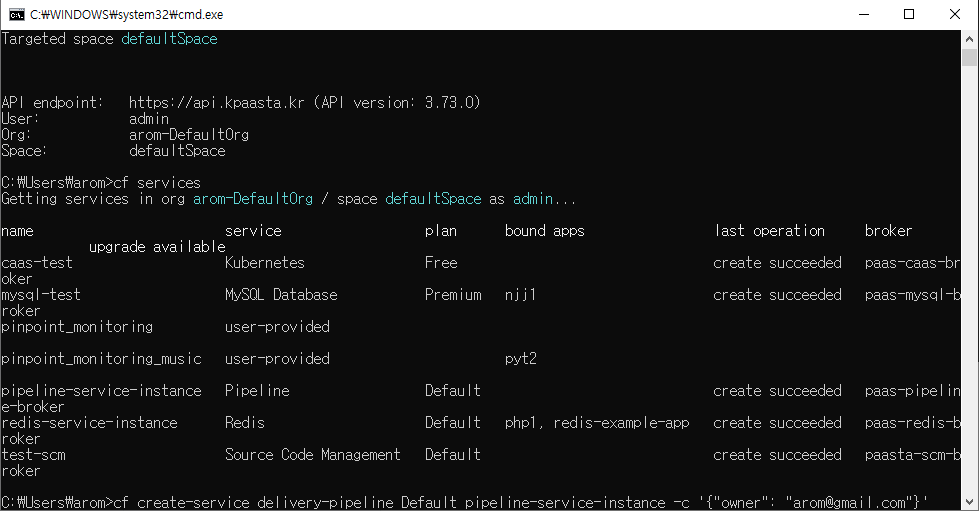 C:₩WINDOWS₩system32₩cmd.exe
Targeted space defaultSpace
API endpoint:   https://api.kpaasta.kr (API version: 3.73.0)
User:           admin
Org:            arom-DefaultOrg
Space:          defaultSpace
C:₩Users₩arom>cf services
Getting services in org arom-DefaultOrg / space defaultSpace as admin...
name                        service                  plan      bound apps                last operation     broker
           upgrade available
caas-test                   Kubernetes               Free                                create succeeded   paas-caas-br
oker
mysql-test                  MySQL Database           Premium   njj1                      create succeeded   paas-mysql-b
roker
pinpoint_monitoring         user-provided
pinpoint_monitoring_music   user-provided                      pyt2
pipeline-service-instance   Pipeline                 Default                             create succeeded   paas-pipelin
e-broker
redis-service-instance      Redis                    Default   php1, redis-example-app   create succeeded   paas-redis-b
roker
test-scm                    Source Code Management   Default                             create succeeded   paasta-scm-b
roker
C:₩Users₩arom>cf create-service delivery-pipeline Default pipeline-service-instance -c '{"owner": "arom@gmail.com"}'